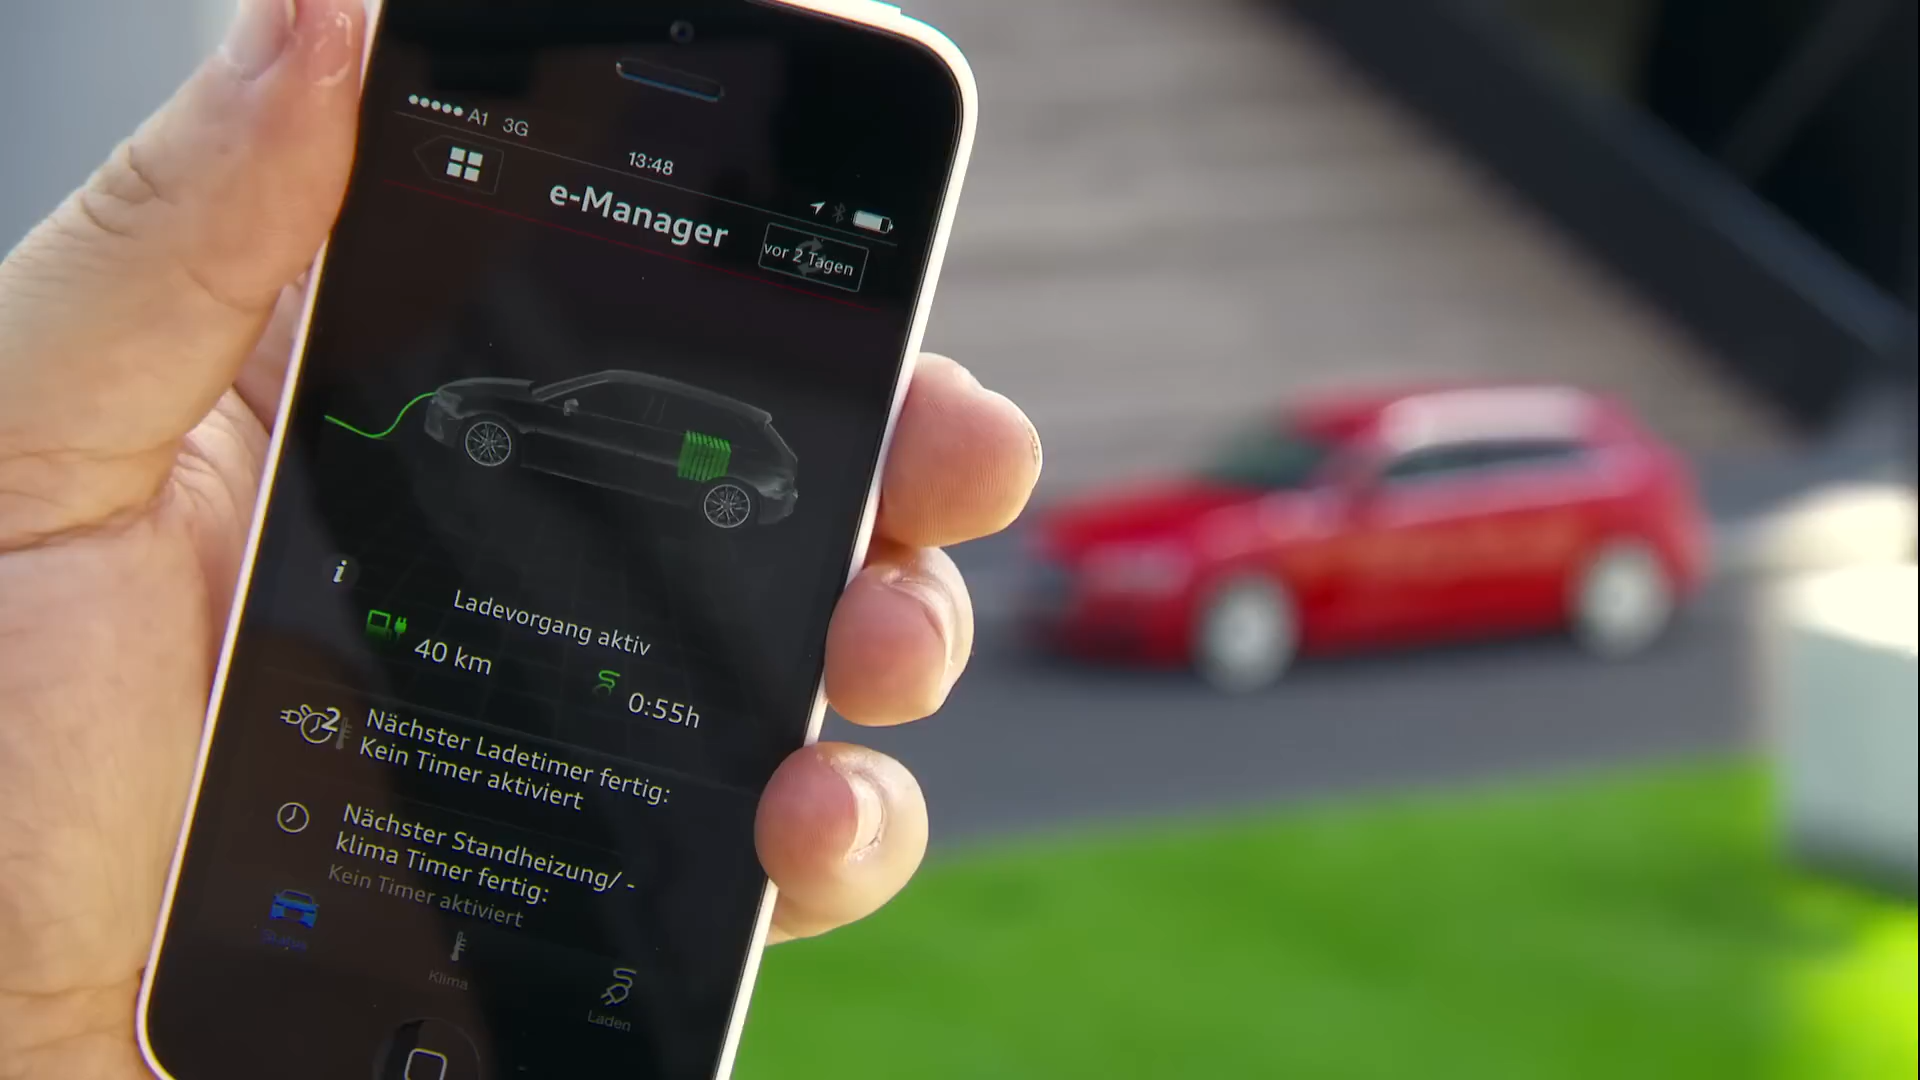 A1 3G
13:48
e-Manager
vor 2 Tagen
i
Ladevorgang aktiv
40 km
0:55h
2
Nächster Ladetimer fertig:
Kein Timer aktiviert
Nächster Standheizung/ -
klima Timer fertig:
Kein Timer aktiviert
Status
Klima
Laden